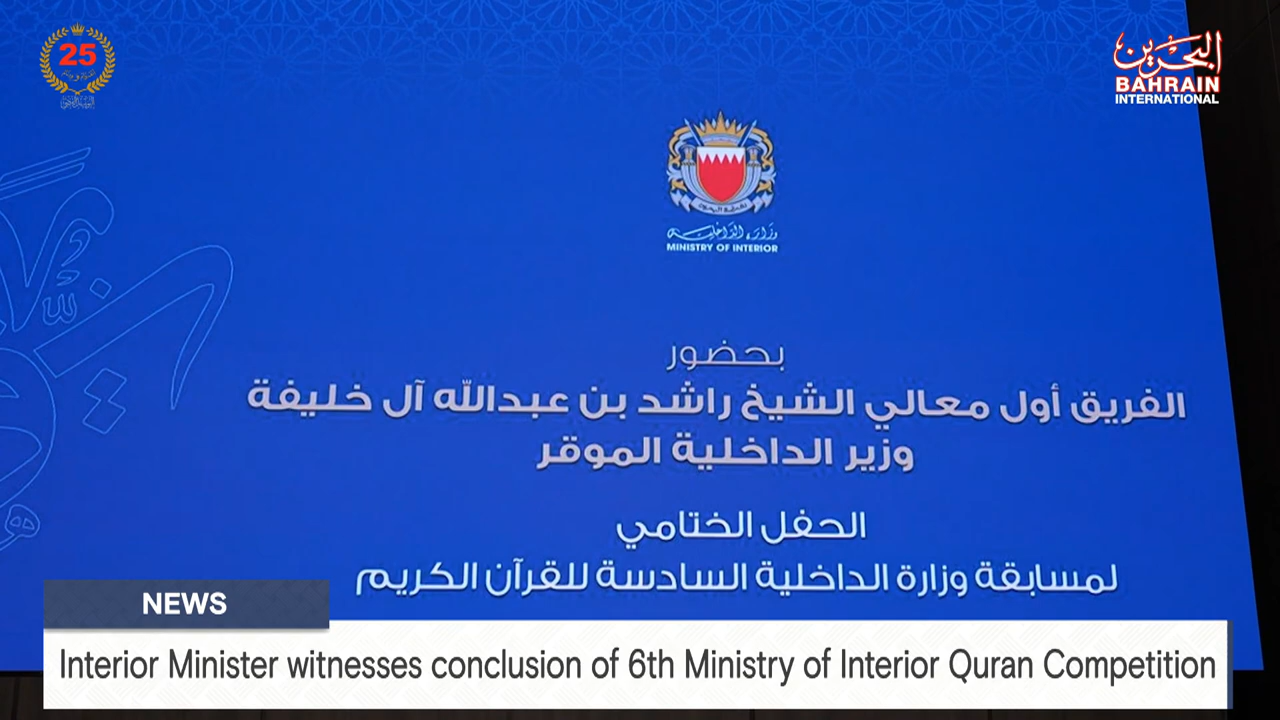 25
البحرين
BAHRAIN
INTERNATIONAL
وزارة الداخلية
MINISTRY OF INTERIOR
بحضور
الفريق أول معالي الشيخ راشد بن عبدالله آل خليفة
وزير الداخلية الموقر
الحفل الختامي
لمسابقة وزارة الداخلية السادسة للقرآن الكريم
NEWS
Interior Minister witnesses conclusion of 6th Ministry of Interior Quran Competition